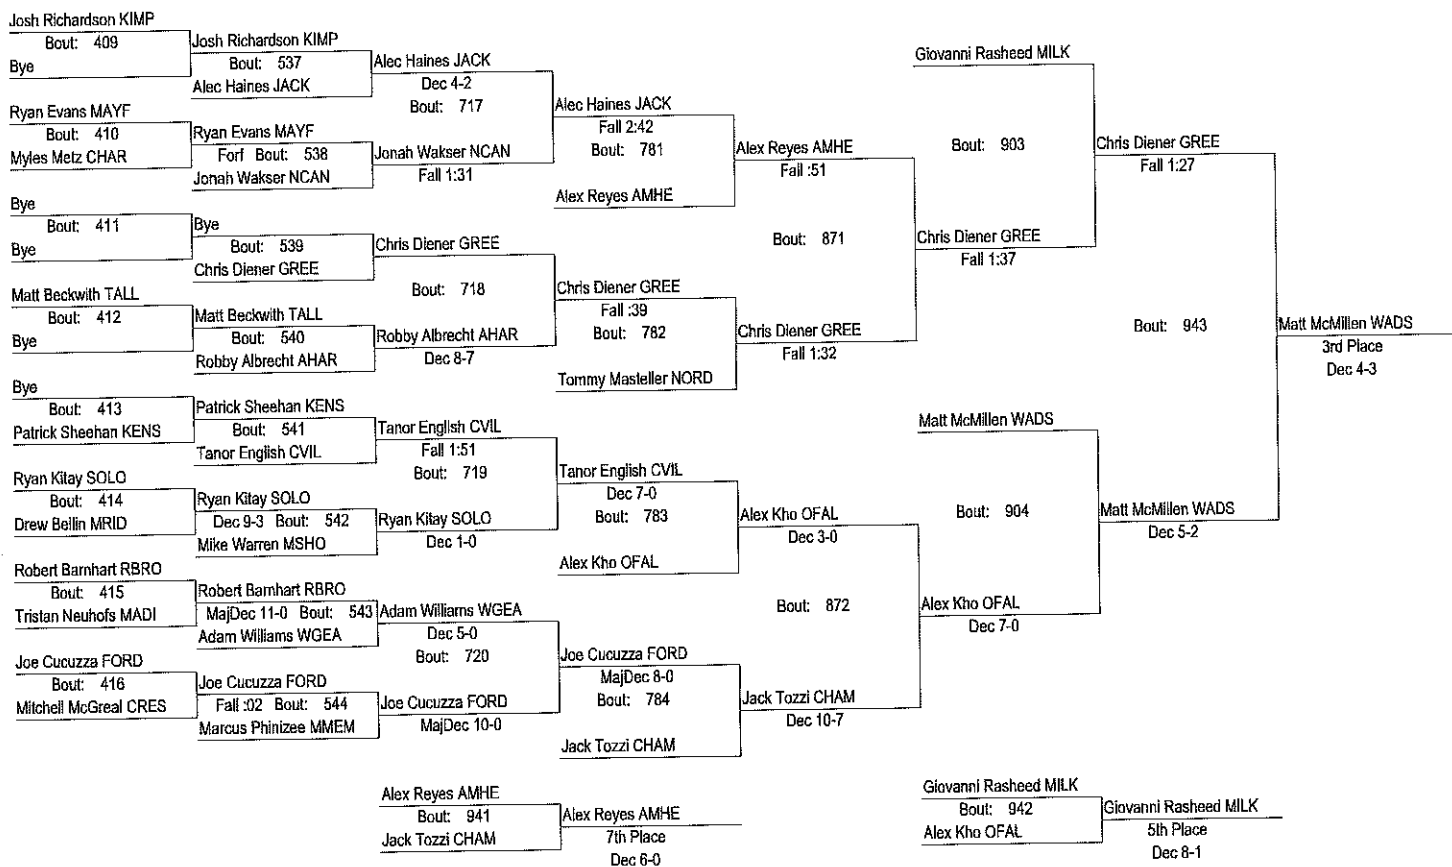 Josh Richardson KIMP
Bout: 409
Bye
Ryan Evans MAYF
Bout: 410
Myles Metz CHAR
Bye
Bout: 411
Bye
Matt Beckwith TALL
Bout: 412
Bye
Bye
Bout: 413
Patrick Sheehan KENS
Ryan Kitay SOLO
Bout: 414
Drew Beilin MRID
Robert Barnhart RBRO
Bout: 415
Tristan Neuhofs MADI
Joe Cucuzza FORD
Bout: 416
Mitchell McGreal CRES
Josh Richardson KIMP
Bout: 537
Alec Haines JACK
Ryan Evans MAYF
Forf Bout: 538
Jonah Wakser NCAN
Bye
Bout: 539
Chris Diener GREE
Matt Beckwith TALL
Bout: 540
Robby Albrecht AHAR
Patrick Sheehan KENS
Bout: 541
Tanor English CVIL
Ryan Kitay SOLO
Dec 9-3 Bout: 542
Mike Warren MSHO
Robert Barnhart RBRO
MajDec 11-0 Bout: 543
Adam Williams WGEA
Joe Cucuzza FORD
Fall :02 Bout: 544
Marcus Phinizee MMEM
Alec Haines JACK
Dec 4-2
Bout: 717
Jonah Wakser NCAN
Fall 1:31
Chris Diener GREE
Bout: 718
Robby Albrecht AHAR
Dec 8-7
Tanor English CVIL
Fall 1:51
Bout: 719
Ryan Kitay SOLO
Dec 1-0
Adam Williams WGEA
Dec 5-0
Bout: 720
Joe Cucuzza FORD
MajDec 10-0
Alec Haines JACK
Fall 2:42
Bout: 781
Alex Reyes AMHE
Chris Diener GREE
Fall :39
Bout: 782
Tommy Masteller NORD
Tanor English CVIL
Dec 7-0
Bout: 783
Alex Kho OFAL
Joe Cucuzza FORD
MajDec 8-0
Bout: 784
Jack Tozzi CHAM
Alex Reyes AMHE
Fall :51
Bout: 871
Chris Diener GREE
Fall 1:32
Alex Kho OFAL
Dec 3-0
Bout: 872
Jack Tozzi CHAM
Dec 10-7
Giovanni Rasheed MILK
Bout: 903
Chris Diener GREE
Fall 1:37
Matt McMillen WADS
Bout: 904
Alex Kho OFAL
Dec 7-0
Chris Diener GREE
Fall 1:27
Bout: 943
Matt McMillen WADS
Dec 5-2
Matt McMillen WADS
3rd Place
Dec 4-3
Alex Reyes AMHE
Bout: 941
Jack Tozzi CHAM
Alex Reyes AMHE
7th Place
Dec 6-0
Giovanni Rasheed MILK
Bout: 942
Alex Kho OFAL
Giovanni Rasheed MILK
5th Place
Dec 8-1